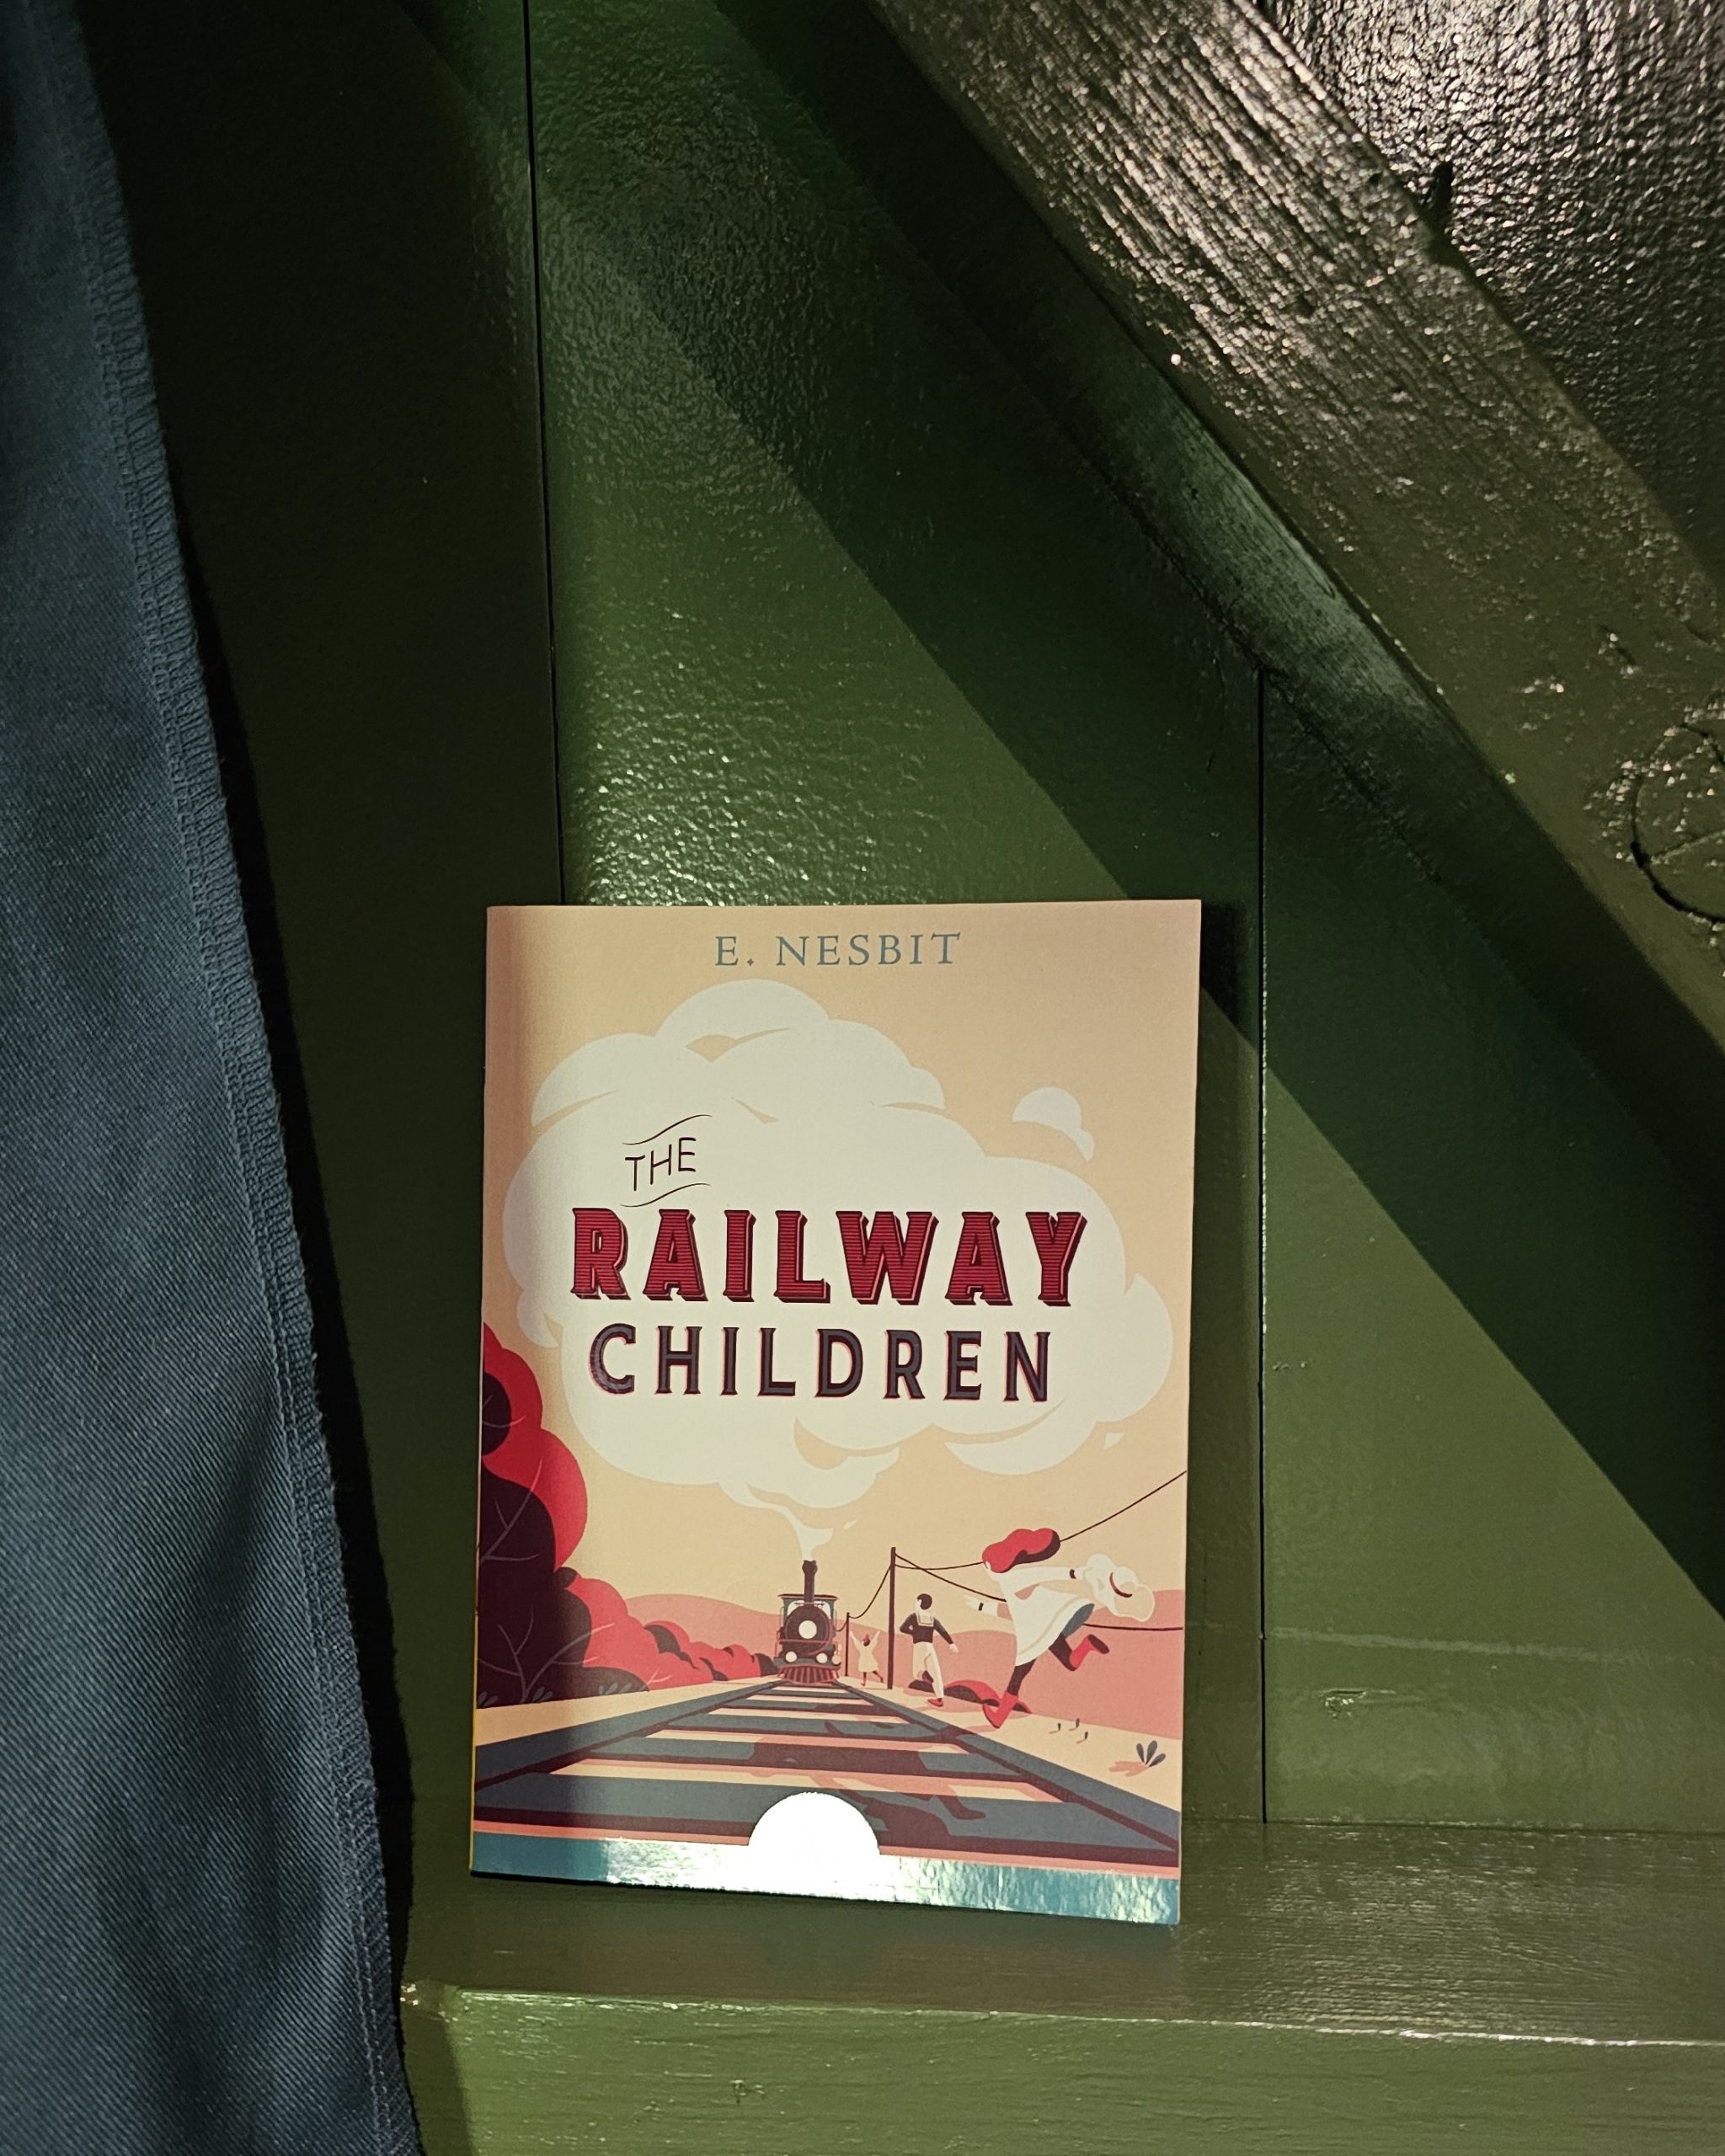 E. NESBIT
THE
RAILWAY
CHILDREN